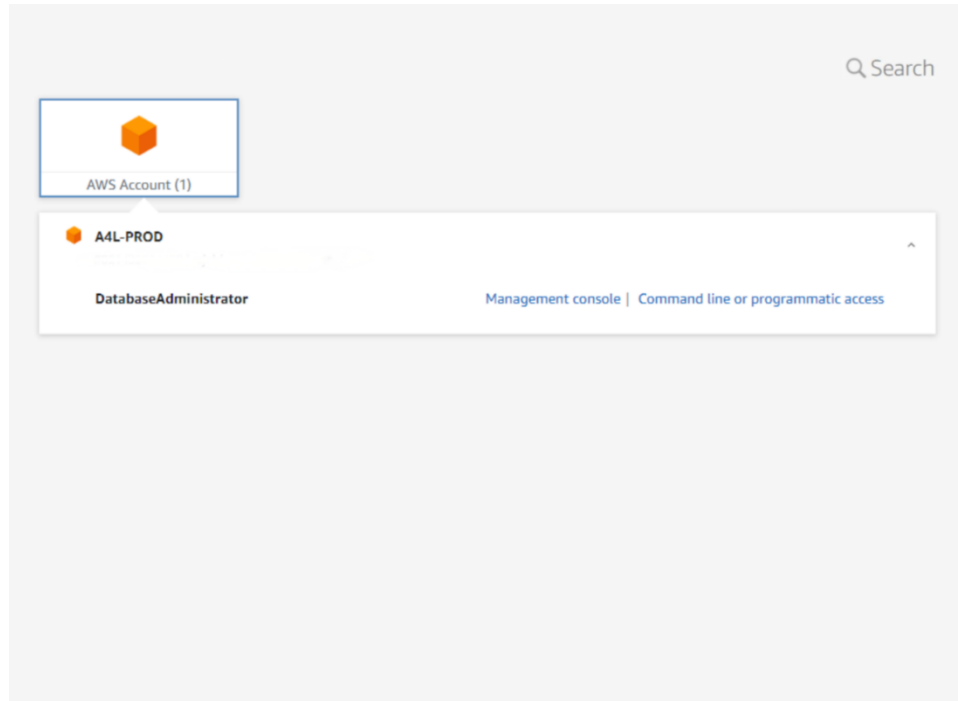 Search
AWS Account (1)
A4L-PROD
DatabaseAdministrator Management console | Command line or programmatic access